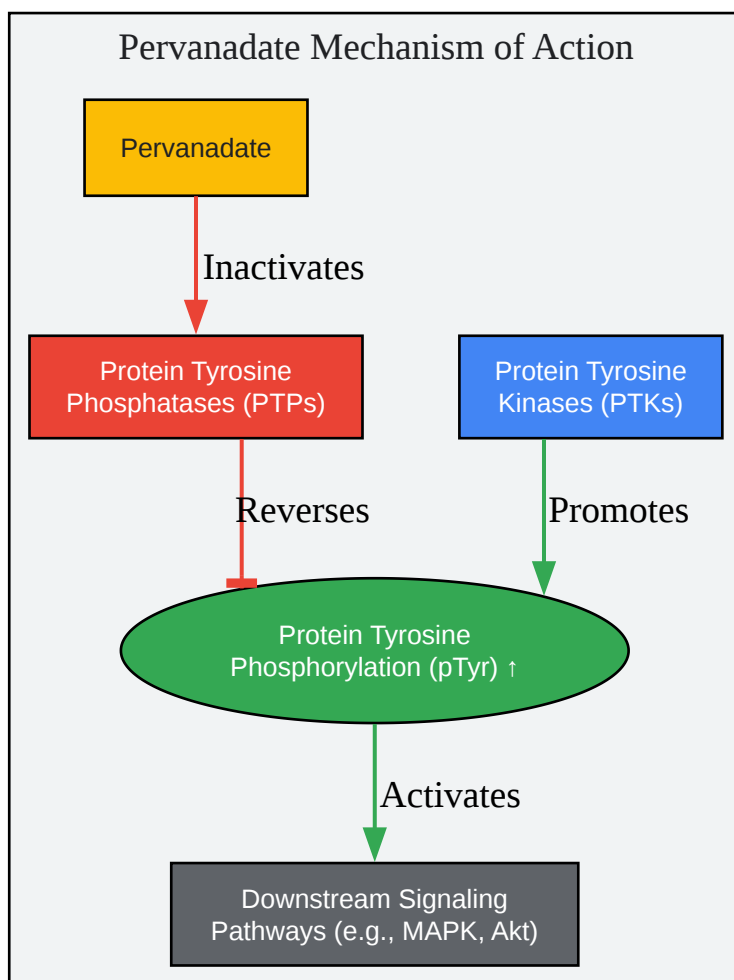 Pervanadate Mechanism of Action
Pervanadate
Inactivates
Protein Tyrosine
Phosphatases (PTPs)
Protein Tyrosine
Kinases (PTKs)
Reverses
Promotes
Protein Tyrosine
Phosphorylation (pTyr) ↑
Activates
Downstream Signaling
Pathways (e.g., MAPK, Akt)